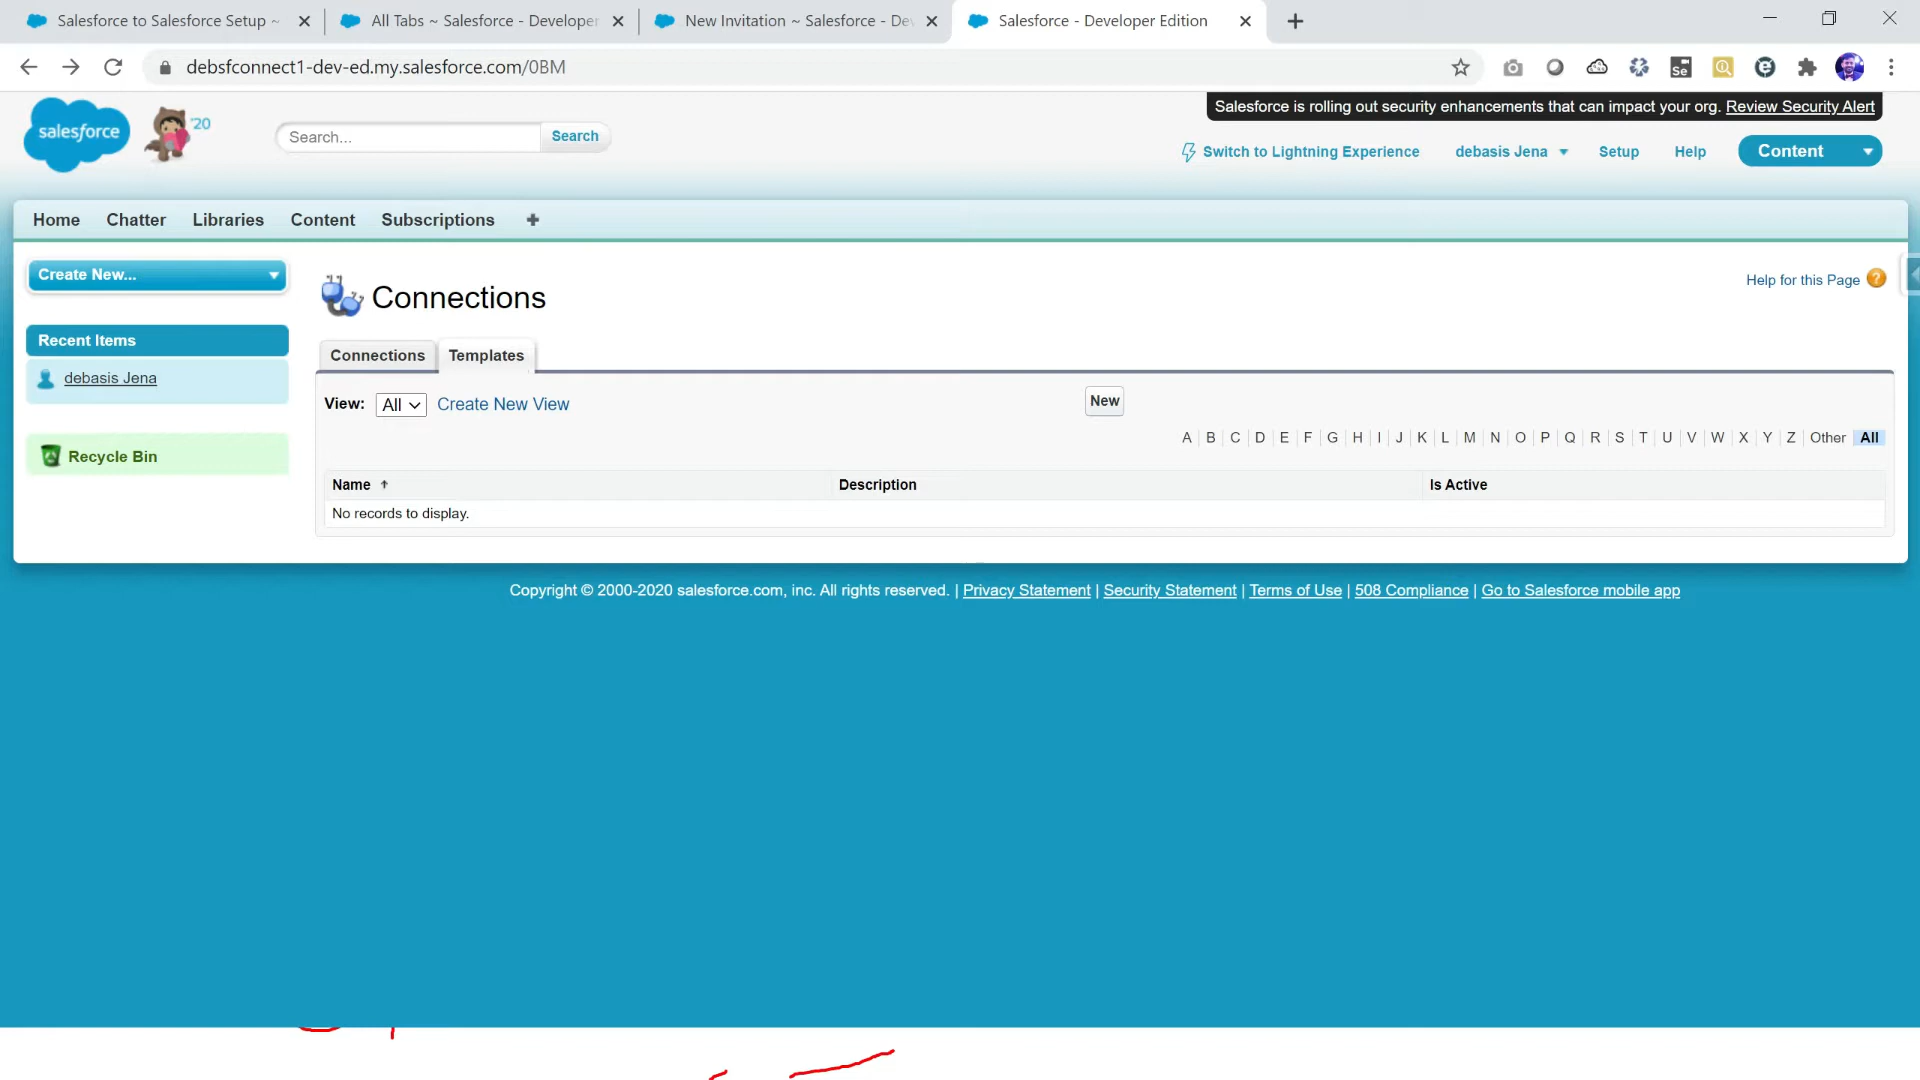 Salesforce to Salesforce Setup ~
All Tabs ~ Salesforce - Developer
New Invitation ~ Salesforce - Dev
Salesforce - Developer Edition
debsfconnect1-dev-ed.my.salesforce.com/0BM
Se
Salesforce is rolling out security enhancements that can impact your org. Review Security Alert
salesforce
'20
Search...
Search
Switch to Lightning Experience
debasis Jena
Setup
Help
Content
Home
Chatter
Libraries
Content
Subscriptions
Create New...
Recent Items
debasis Jena
Recycle Bin
Connections
Help for this Page
Connections
Templates
View: All Create New View
New
A B C D E F G H I J K L M N O P Q R S T U V W X Y Z Other All
Name
Description
Is Active
No records to display.
Copyright © 2000-2020 salesforce.com, inc. All rights reserved. | Privacy Statement | Security Statement | Terms of Use | 508 Compliance | Go to Salesforce mobile app